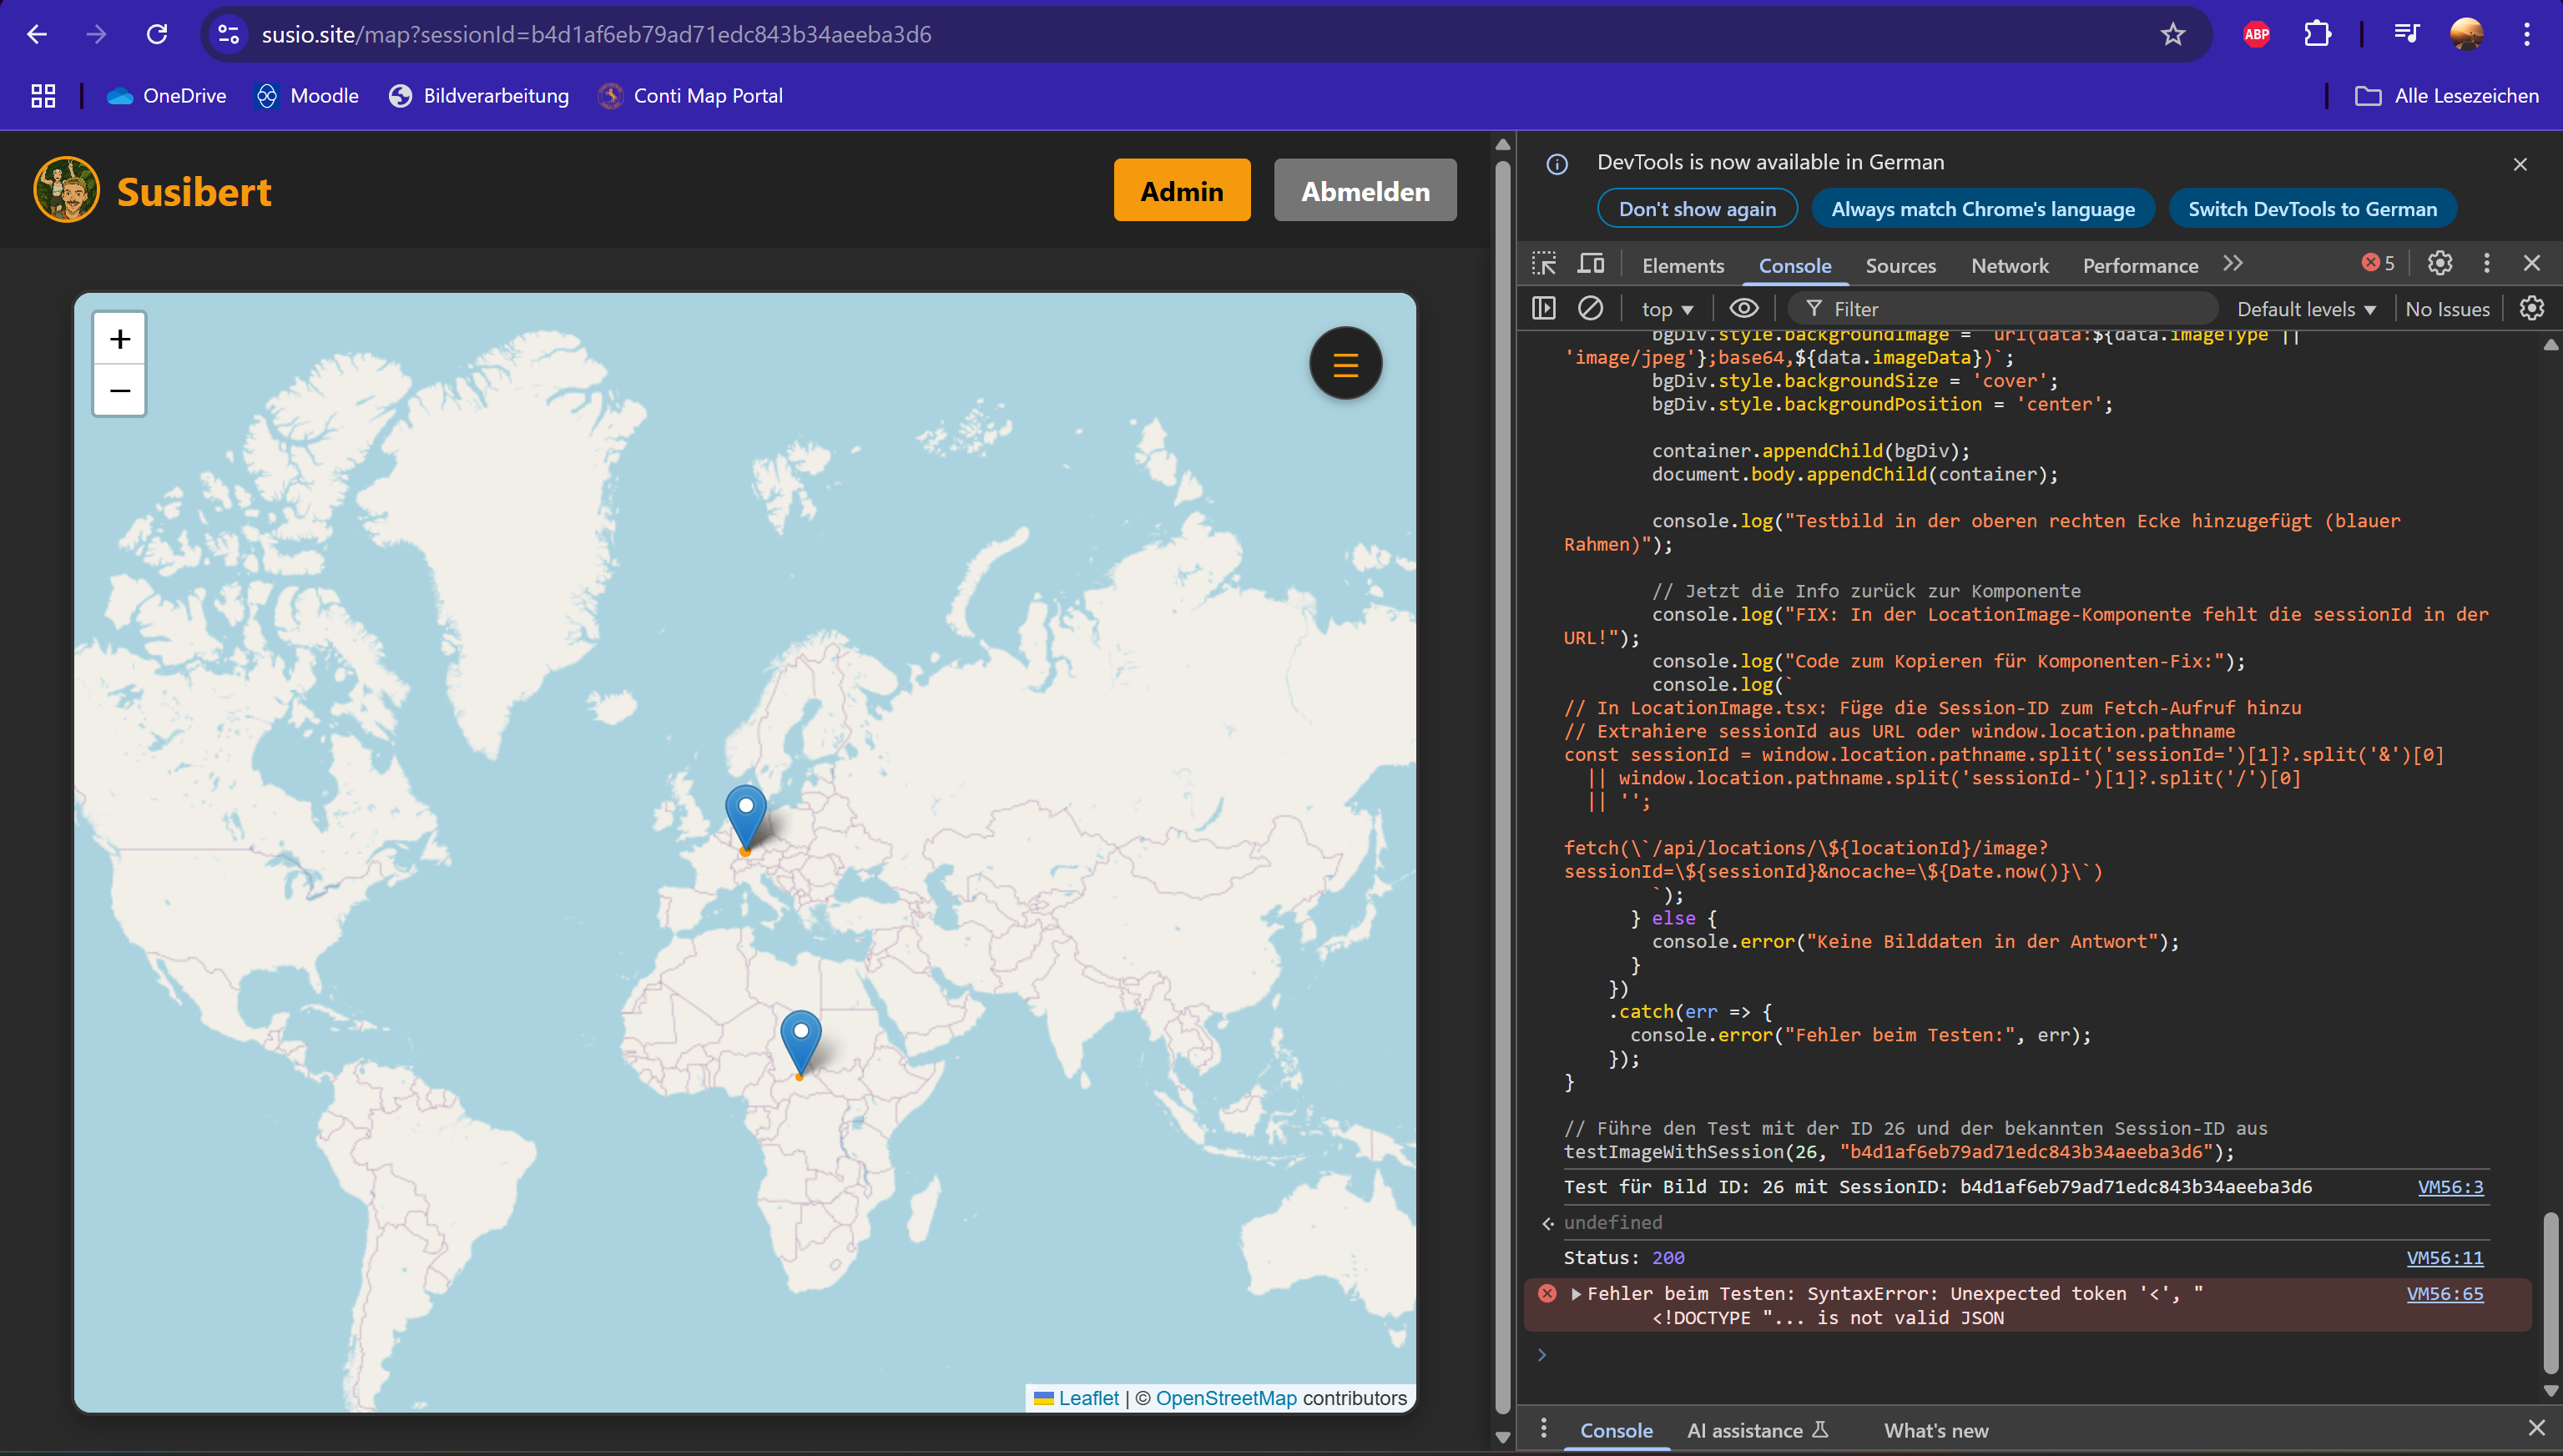 susio.site/map?sessionId=b4d1af6eb79ad71edc843b34aeeba3d6
ABP
OneDrive
Moodle
Bildverarbeitung
Conti Map Portal
Alle Lesezeichen
Susibert
Admin
Abmelden
+
−
Leaflet | © OpenStreetMap contributors
DevTools is now available in German
Don't show again
Always match Chrome's language
Switch DevTools to German
Elements
Console
Sources
Network
Performance
5
top
Filter
Default levels
No Issues
bgDiv.style.backgroundImage = `url(data:${data.imageType ||
'image/jpeg'};base64,${data.imageData})`;
bgDiv.style.backgroundSize = 'cover';
bgDiv.style.backgroundPosition = 'center';
container.appendChild(bgDiv);
document.body.appendChild(container);
console.log("Testbild in der oberen rechten Ecke hinzugefügt (blauer
Rahmen)");
// Jetzt die Info zurück zur Komponente
console.log("FIX: In der LocationImage-Komponente fehlt die sessionId in der
URL!");
console.log("Code zum Kopieren für Komponenten-Fix:");
console.log(`
// In LocationImage.tsx: Füge die Session-ID zum Fetch-Aufruf hinzu
// Extrahiere sessionId aus URL oder window.location.pathname
const sessionId = window.location.pathname.split('sessionId=')[1]?.split('&')[0]
|| window.location.pathname.split('sessionId-')[1]?.split('/')[0]
|| '';
fetch(\`/api/locations/\${locationId}/image?
sessionId=\${sessionId}&nocache=\${Date.now()}\`)
`);
} else {
console.error("Keine Bilddaten in der Antwort");
}
})
.catch(err => {
console.error("Fehler beim Testen:", err);
});
}
// Führe den Test mit der ID 26 und der bekannten Session-ID aus
testImageWithSession(26, "b4d1af6eb79ad71edc843b34aeeba3d6");
Test für Bild ID: 26 mit SessionID: b4d1af6eb79ad71edc843b34aeeba3d6 VM56:3
undefined
Status: 200 VM56:11
Fehler beim Testen: SyntaxError: Unexpected token '<', " VM56:65
<!DOCTYPE "... is not valid JSON
Console
AI assistance
What's new